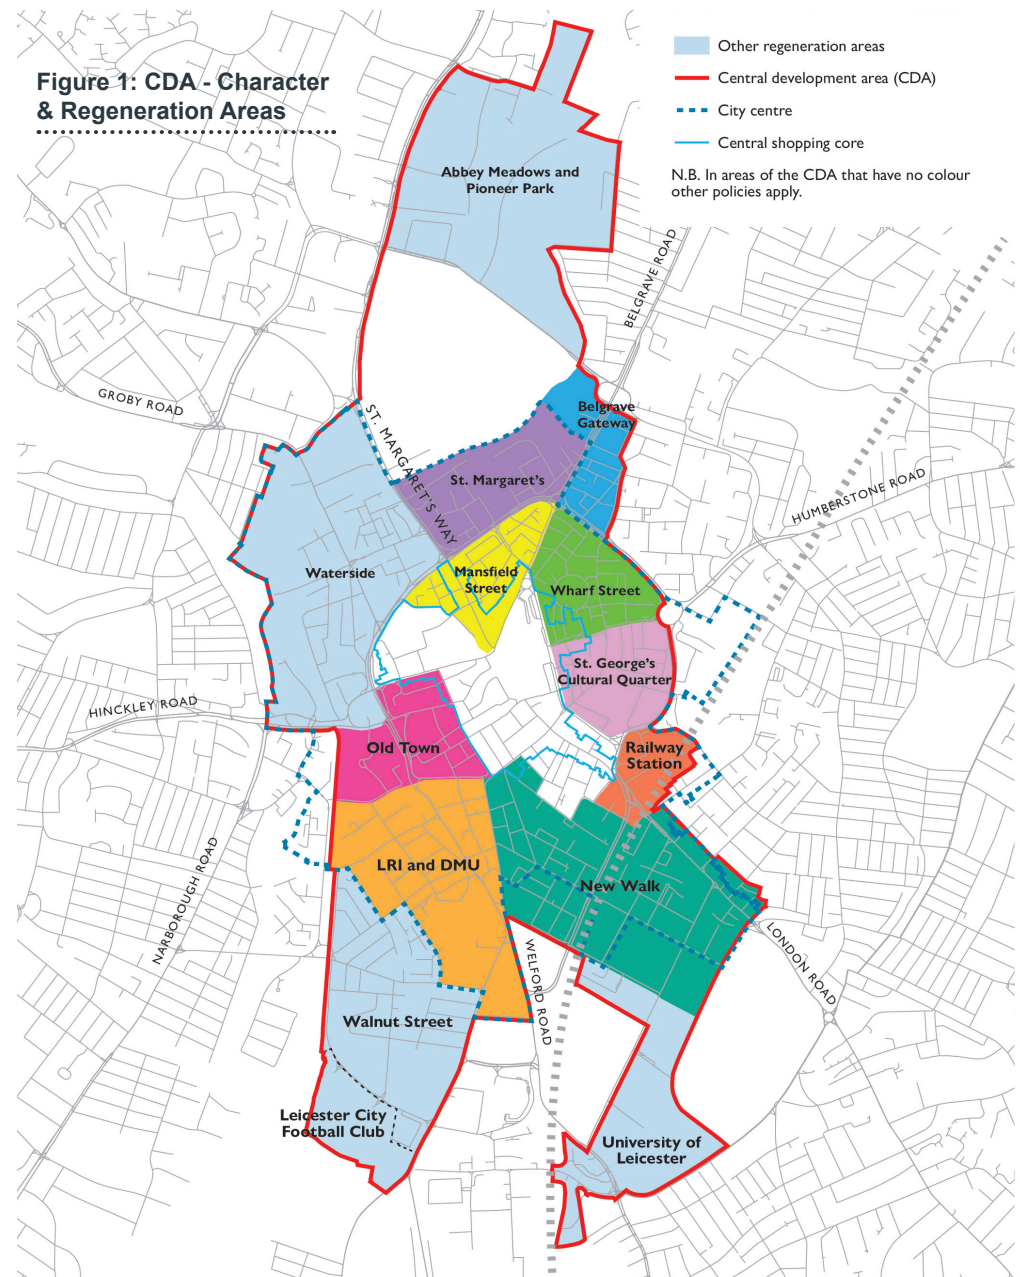 Figure 1: CDA - Character
& Regeneration Areas
Other regeneration areas
Central development area (CDA)
City centre
Central shopping core
N.B. In areas of the CDA that have no colour
other policies apply.
Abbey Meadows and
Pioneer Park
BELGRAVE ROAD
GROBY ROAD
ST. MARGARET'S WAY
Belgrave
Gateway
St. Margaret's
HUMBERSTONE ROAD
Waterside
Mansfield
Street
Wharf Street
St. George's
Cultural Quarter
HINCKLEY ROAD
Old Town
Railway
Station
NARBOROUGH ROAD
LRI and DMU
New Walk
LONDON ROAD
WELFORD ROAD
Walnut Street
Leicester City
Football Club
University of
Leicester